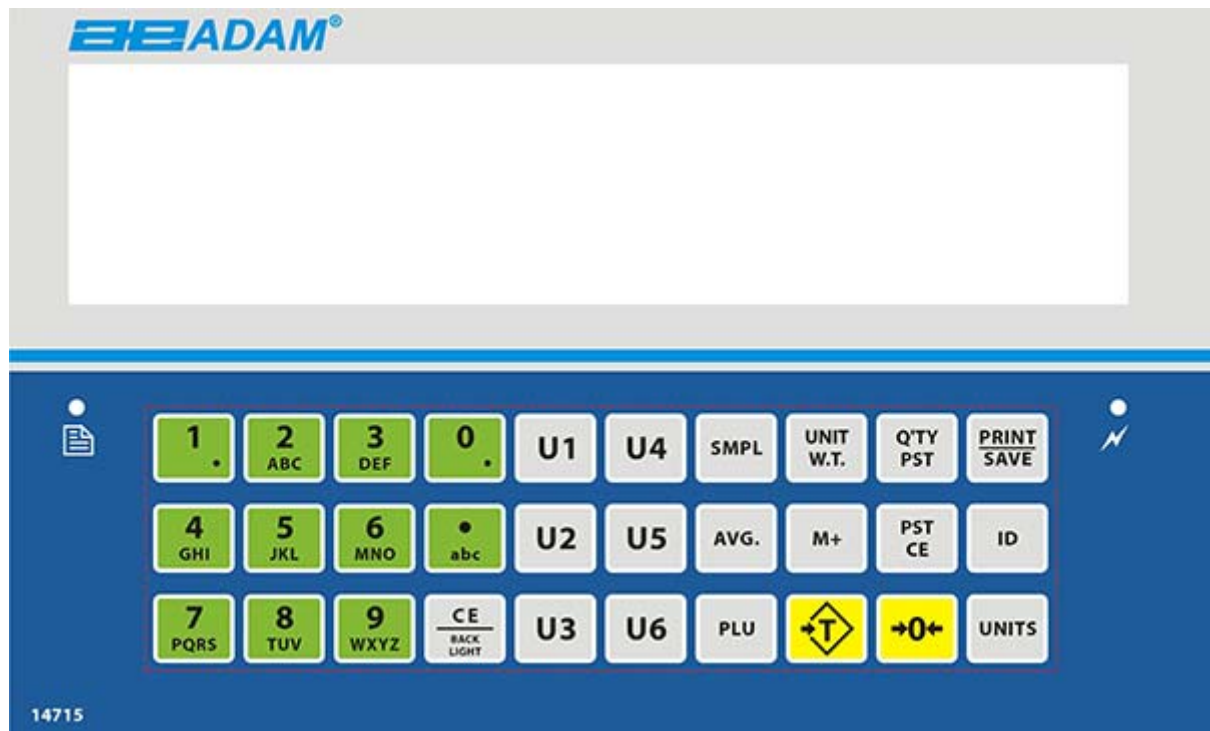 ae ADAM®
1 . 2 ABC 3 DEF 0 . U1 U4 SMPL UNIT W.T. Q'TY PST PRINT SAVE
4 GHI 5 JKL 6 MNO • abc U2 U5 AVG. M+ PST CE ID
7 PQRS 8 TUV 9 WXYZ CE BACK LIGHT U3 U6 PLU →T →0← UNITS
14715